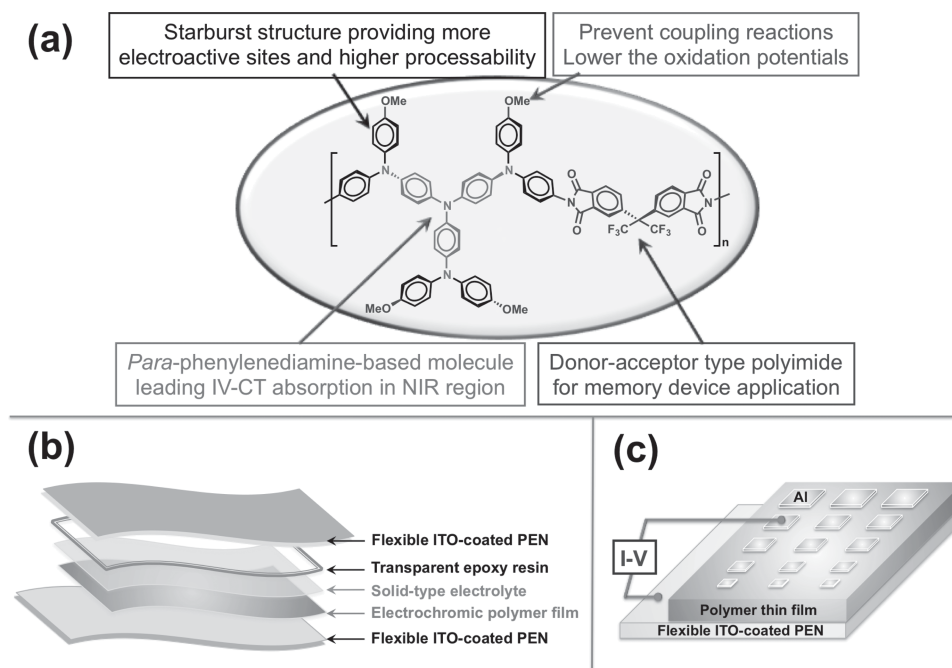 (a)
Starburst structure providing more
electroactive sites and higher processability
Prevent coupling reactions
Lower the oxidation potentials
OMe
OMe
N
N
N
N
MeO
OMe
O
O
N
F₃C
CF₃
O
O
N
n
Para-phenylenediamine-based molecule
leading IV-CT absorption in NIR region
Donor-acceptor type polyimide
for memory device application
(b)
Flexible ITO-coated PEN
Transparent epoxy resin
Solid-type electrolyte
Electrochromic polymer film
Flexible ITO-coated PEN
(c)
Al
I-V
Polymer thin film
Flexible ITO-coated PEN